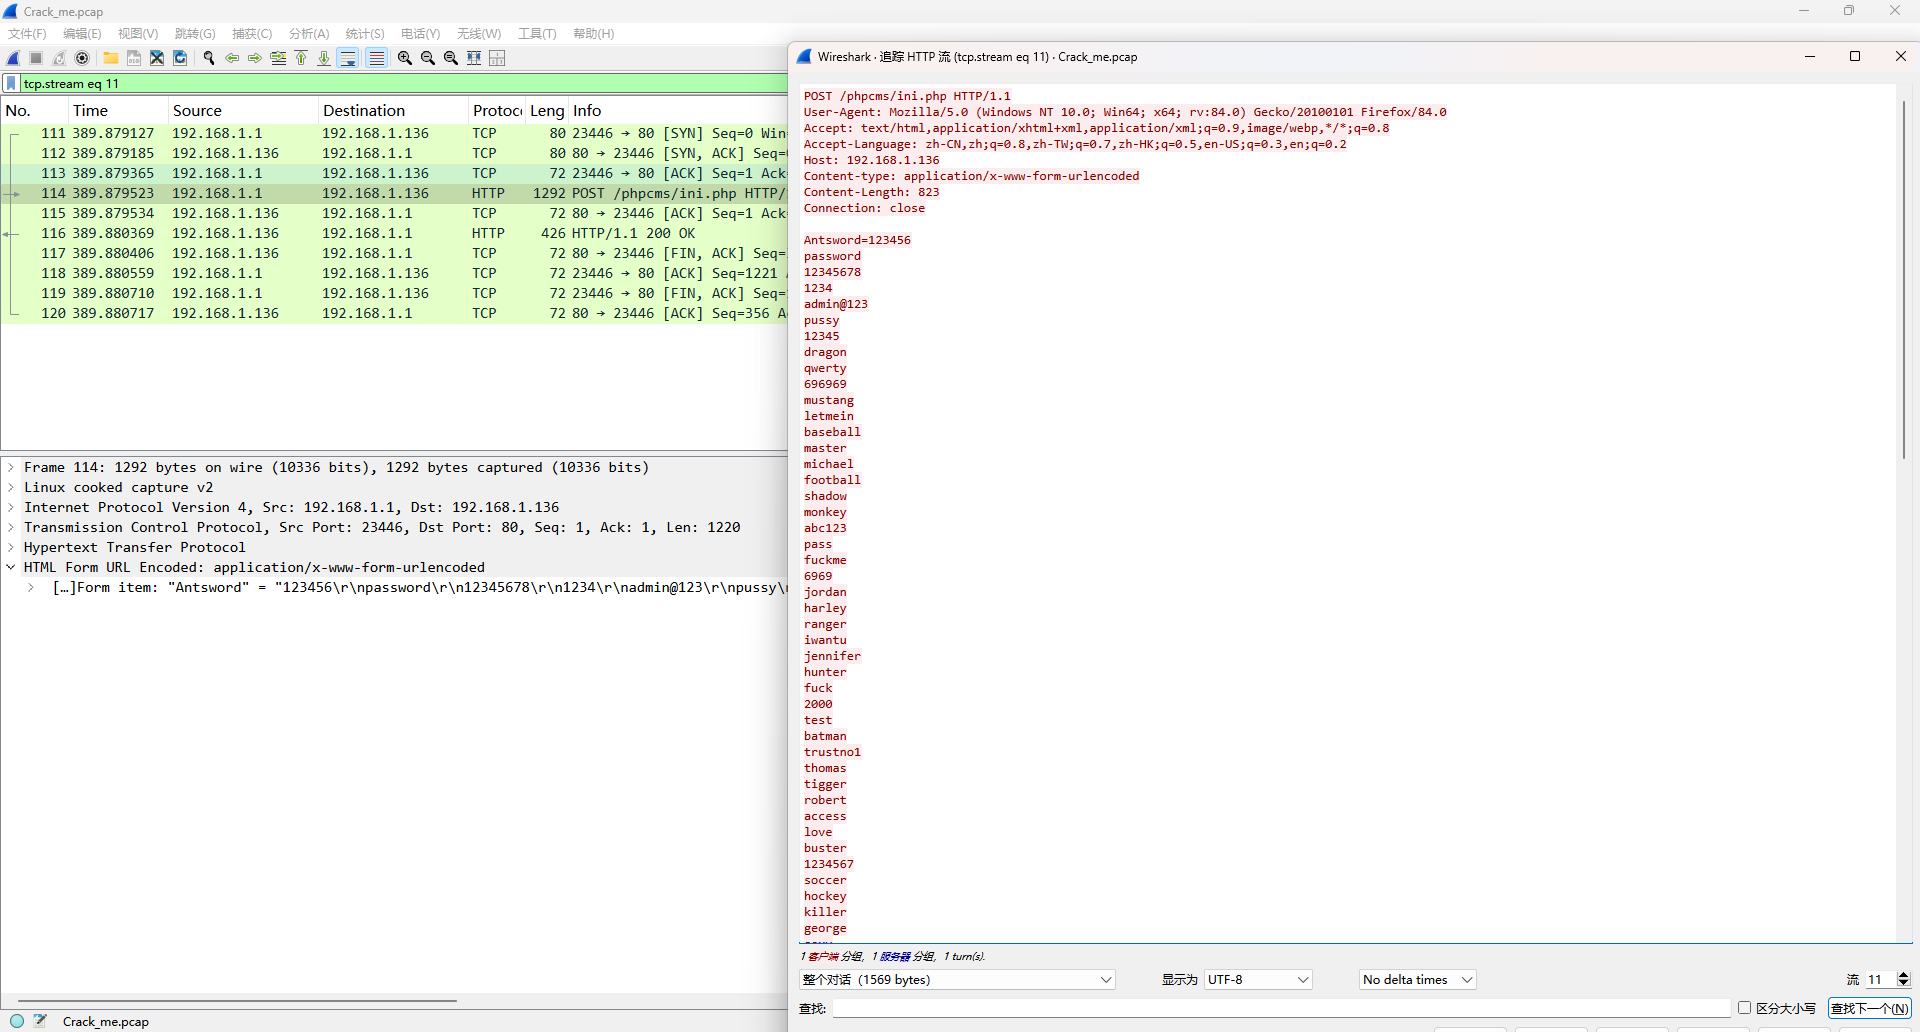 Crack_me.pcap
文件(F) 编辑(E) 视图(V) 跳转(G) 捕获(C) 分析(A) 统计(S) 电话(Y) 无线(W) 工具(T) 帮助(H)
tcp.stream eq 11
No. Time Source Destination Protoc Leng Info
111 389.879127 192.168.1.1 192.168.1.136 TCP 80 23446 → 80 [SYN] Seq=0 Win
112 389.879185 192.168.1.136 192.168.1.1 TCP 80 80 → 23446 [SYN, ACK] Seq=
113 389.879365 192.168.1.1 192.168.1.136 TCP 72 23446 → 80 [ACK] Seq=1 Ack
114 389.879523 192.168.1.1 192.168.1.136 HTTP 1292 POST /phpcms/ini.php HTTP/
115 389.879534 192.168.1.136 192.168.1.1 TCP 72 80 → 23446 [ACK] Seq=1 Ack
116 389.880369 192.168.1.136 192.168.1.1 HTTP 426 HTTP/1.1 200 OK
117 389.880406 192.168.1.136 192.168.1.1 TCP 72 80 → 23446 [FIN, ACK] Seq=
118 389.880559 192.168.1.1 192.168.1.136 TCP 72 23446 → 80 [ACK] Seq=1221
119 389.880710 192.168.1.1 192.168.1.136 TCP 72 23446 → 80 [FIN, ACK] Seq=
120 389.880717 192.168.1.136 192.168.1.1 TCP 72 80 → 23446 [ACK] Seq=356 A
Frame 114: 1292 bytes on wire (10336 bits), 1292 bytes captured (10336 bits)
Linux cooked capture v2
Internet Protocol Version 4, Src: 192.168.1.1, Dst: 192.168.1.136
Transmission Control Protocol, Src Port: 23446, Dst Port: 80, Seq: 1, Ack: 1, Len: 1220
Hypertext Transfer Protocol
HTML Form URL Encoded: application/x-www-form-urlencoded
[…]Form item: "Antsword" = "123456\r\npassword\r\n12345678\r\n1234\r\nadmin@123\r\npussy\
Crack_me.pcap
Wireshark · 追踪 HTTP 流 (tcp.stream eq 11) · Crack_me.pcap
POST /phpcms/ini.php HTTP/1.1
User-Agent: Mozilla/5.0 (Windows NT 10.0; Win64; x64; rv:84.0) Gecko/20100101 Firefox/84.0
Accept: text/html,application/xhtml+xml,application/xml;q=0.9,image/webp,*/*;q=0.8
Accept-Language: zh-CN,zh;q=0.8,zh-TW;q=0.7,zh-HK;q=0.5,en-US;q=0.3,en;q=0.2
Host: 192.168.1.136
Content-type: application/x-www-form-urlencoded
Content-Length: 823
Connection: close
Antsword=123456
password
12345678
1234
admin@123
pussy
12345
dragon
qwerty
696969
mustang
letmein
baseball
master
michael
football
shadow
monkey
abc123
pass
fuckme
6969
jordan
harley
ranger
iwantu
jennifer
hunter
fuck
2000
test
batman
trustno1
thomas
tigger
robert
access
love
buster
1234567
soccer
hockey
killer
george
1 客户端 分组, 1 服务器 分组, 1 turn(s).
整个对话 (1569 bytes) 显示为 UTF-8 No delta times 流 11
查找: 区分大小写 查找下一个(N)